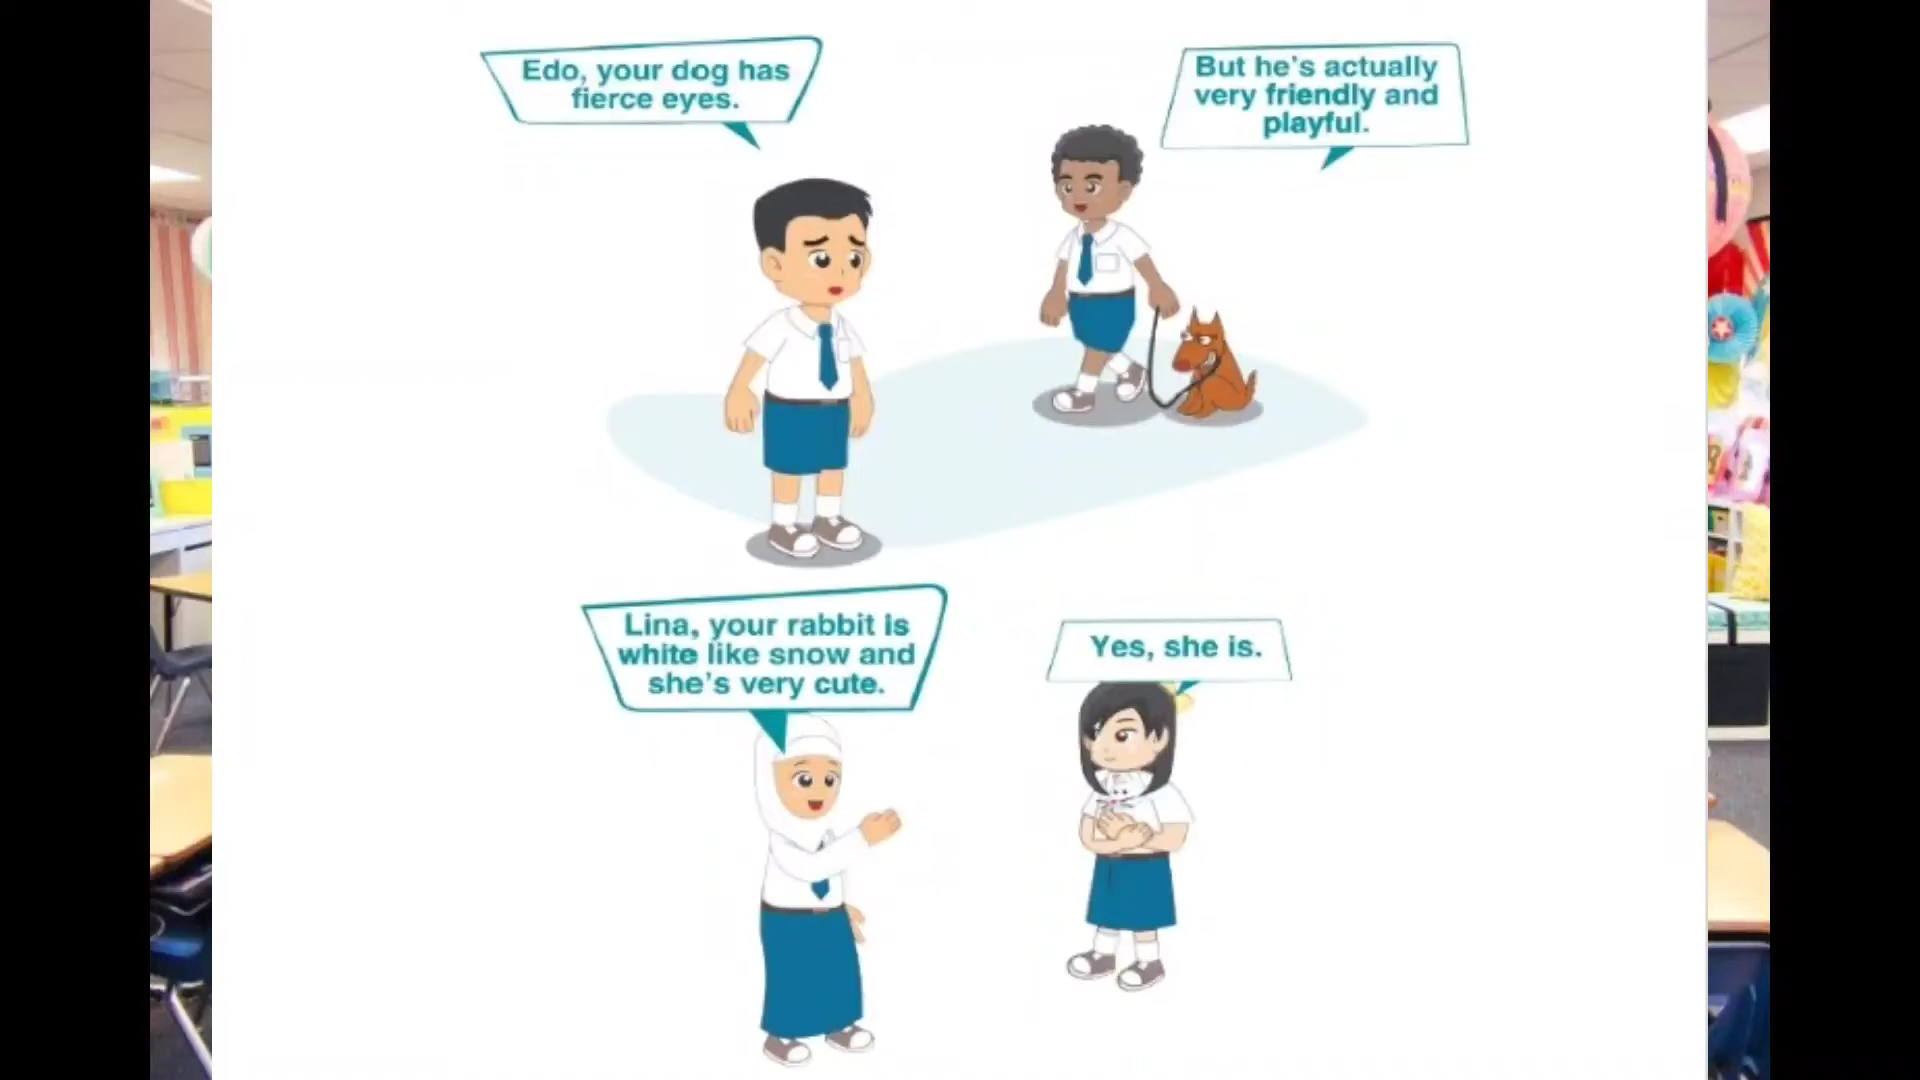 Edo, your dog has
fierce eyes.
But he's actually
very friendly and
playful.
Lina, your rabbit is
white like snow and
she's very cute.
Yes, she is.